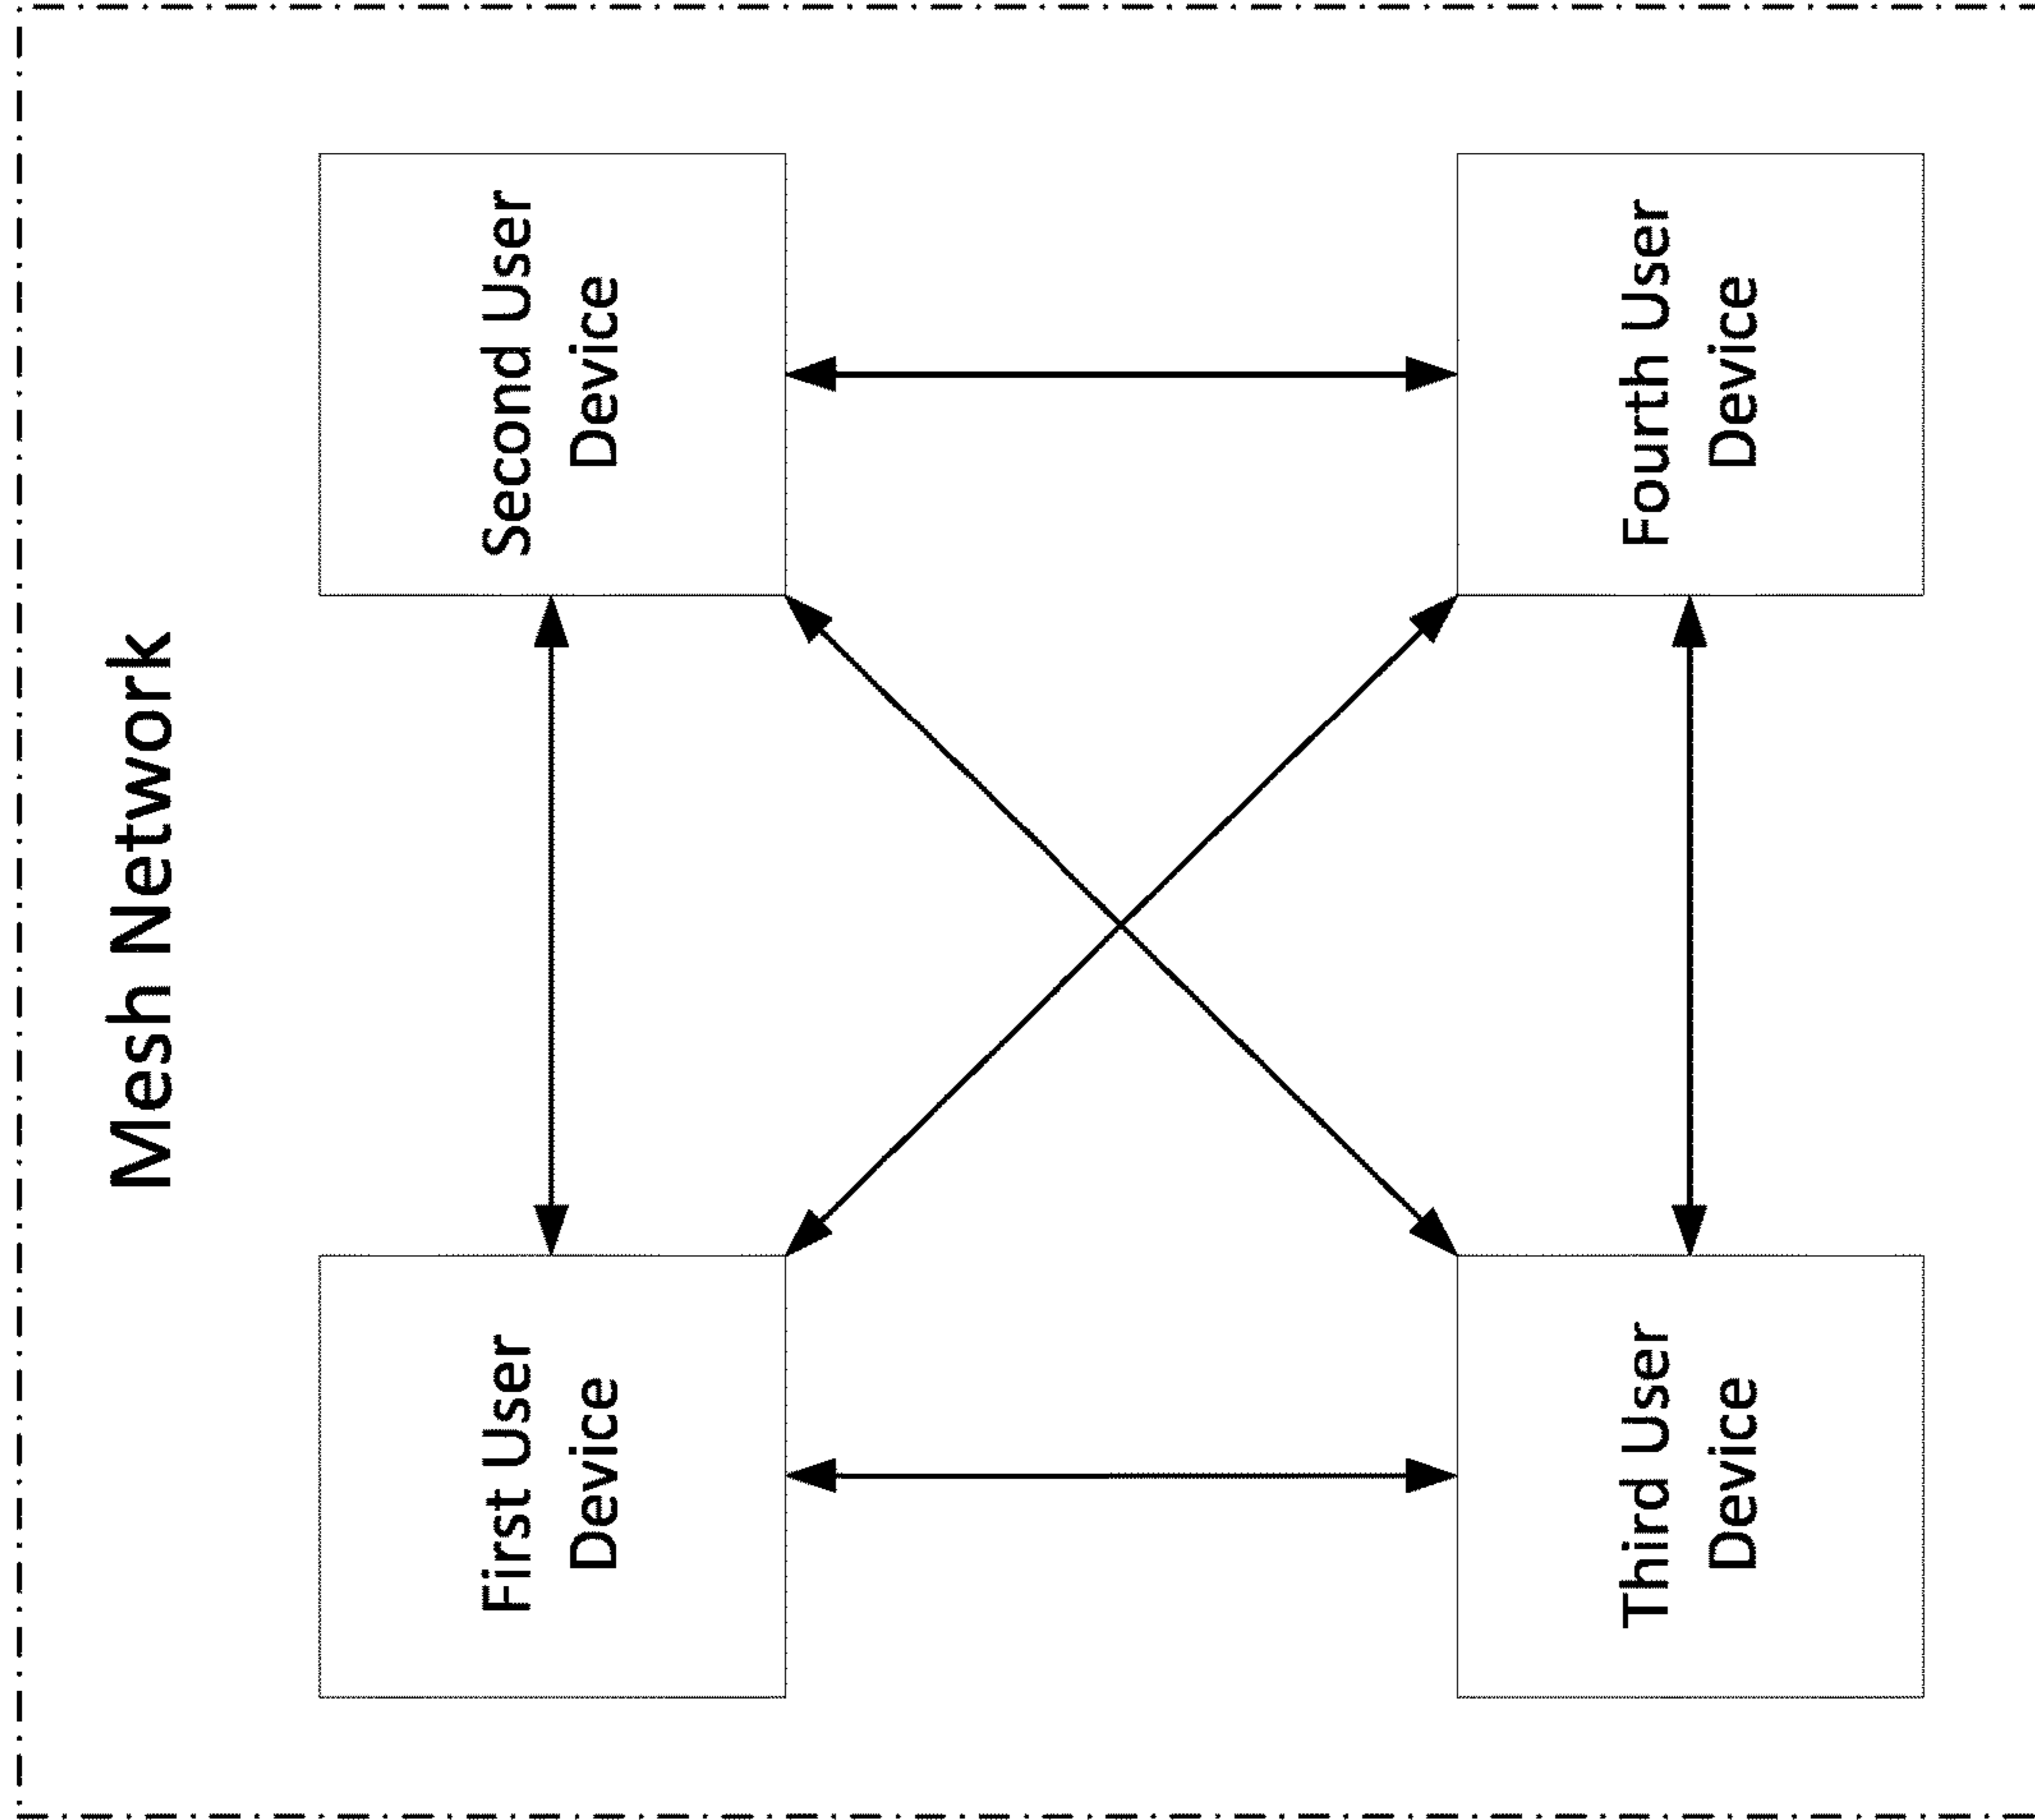 Mesh Network
First User
Device
Second User
Device
Third User
Device
Fourth User
Device